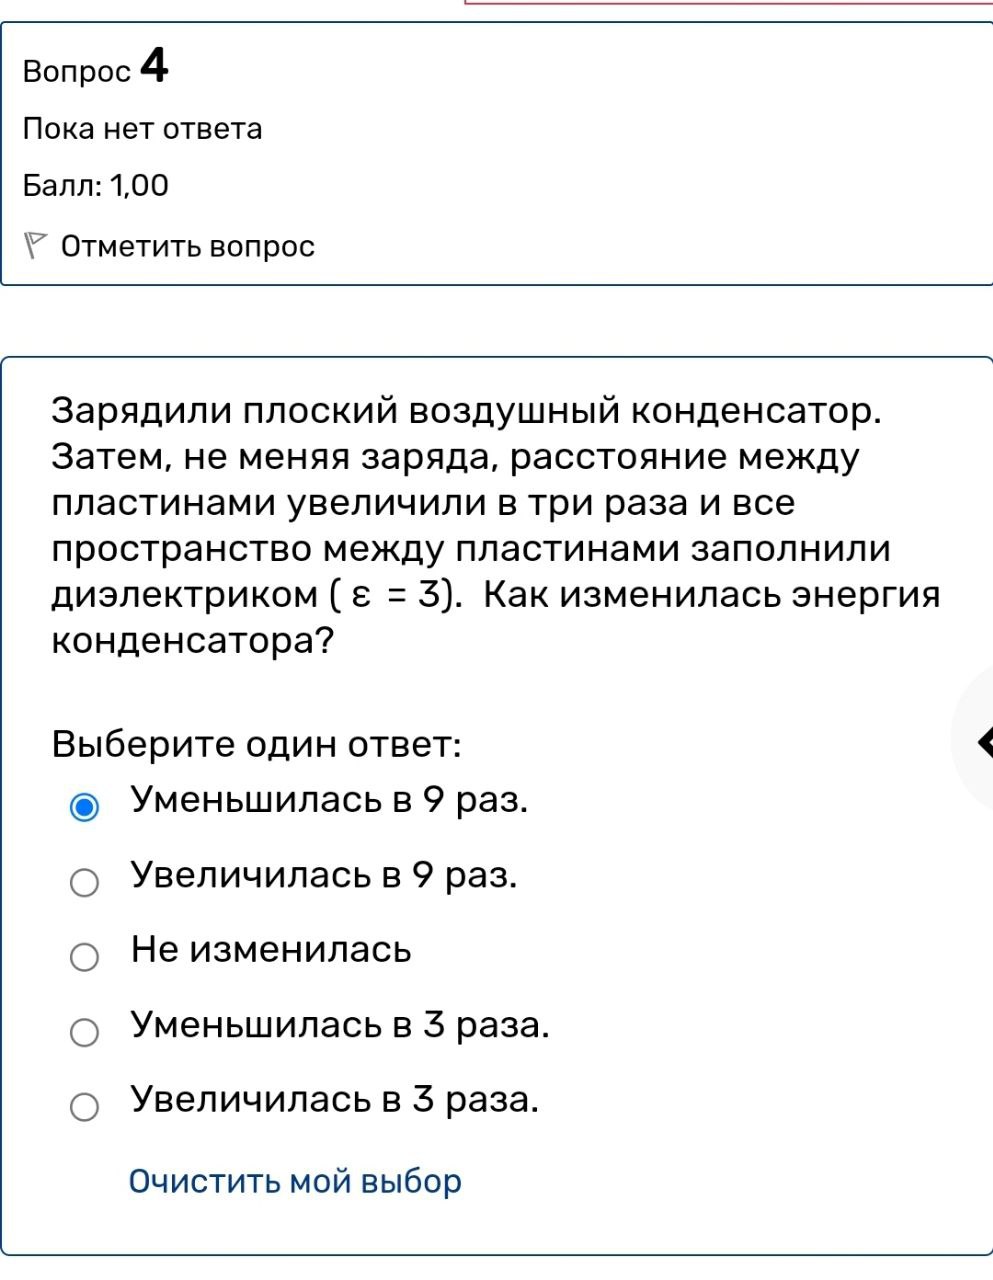 Вопрос 4
Пока нет ответа
Балл: 1,00
Отметить вопрос
Зарядили плоский воздушный конденсатор.
Затем, не меняя заряда, расстояние между
пластинами увеличили в три раза и все
пространство между пластинами заполнили
диэлектриком ( ε = 3). Как изменилась энергия
конденсатора?
Выберите один ответ:
Уменьшилась в 9 раз.
Увеличилась в 9 раз.
Не изменилась
Уменьшилась в 3 раза.
Увеличилась в 3 раза.
Очистить мой выбор